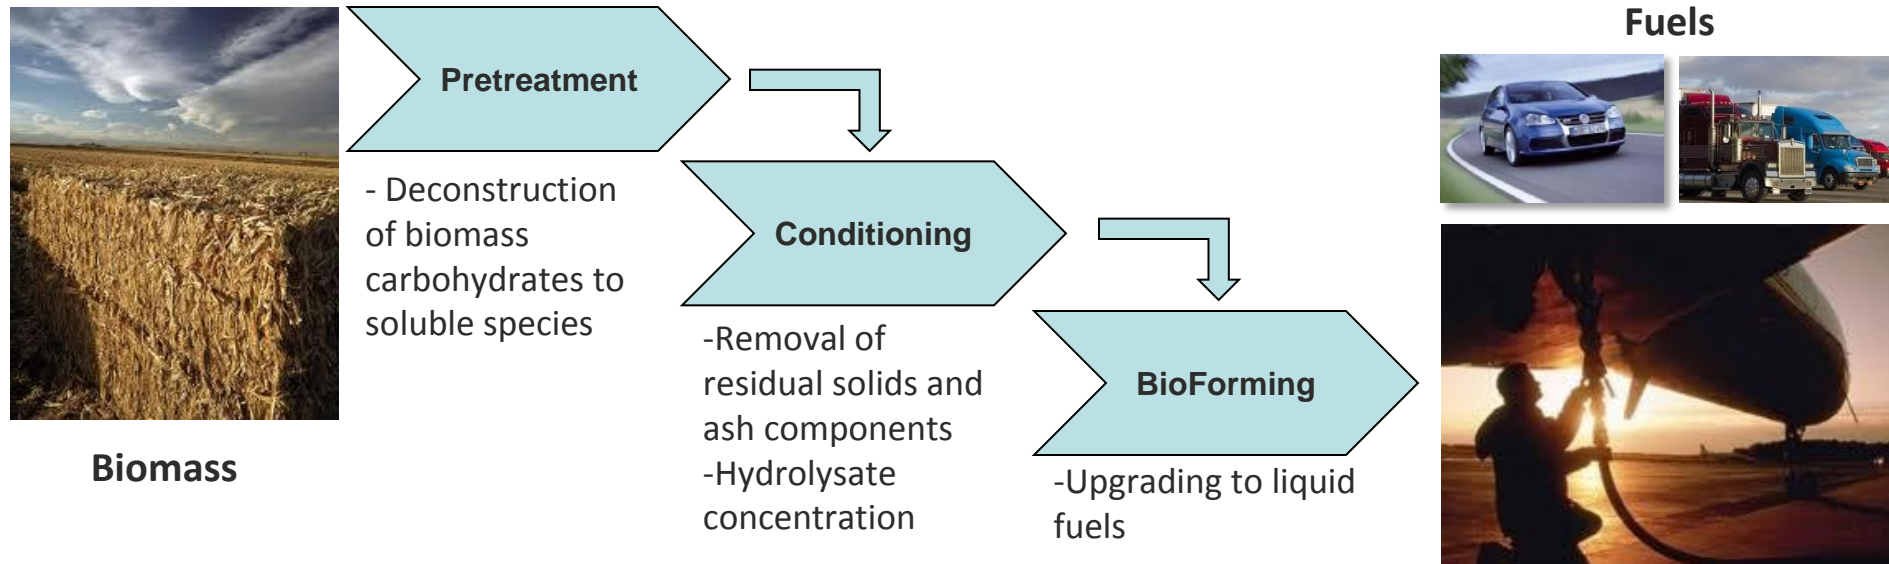 Biomass
Pretreatment
- Deconstruction
of biomass
carbohydrates to
soluble species
Conditioning
-Removal of
residual solids and
ash components
-Hydrolysate
concentration
BioForming
-Upgrading to liquid
fuels
Fuels